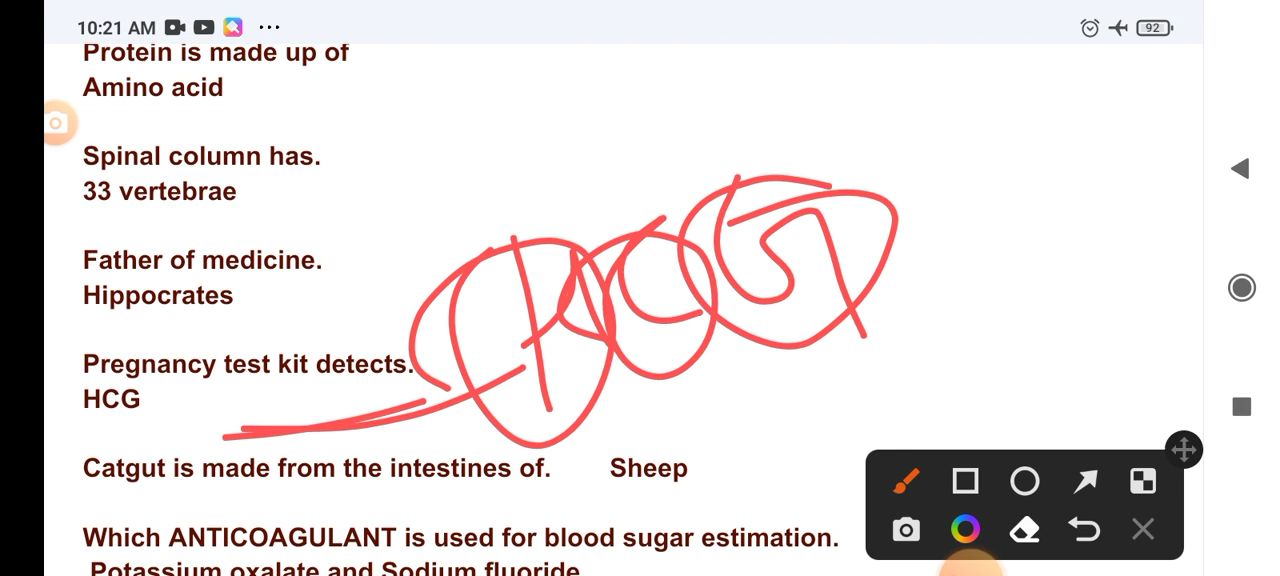 10:21 AM
92
Protein is made up of
Amino acid
Spinal column has.
33 vertebrae
Father of medicine.
Hippocrates
Pregnancy test kit detects.
HCG
HCG
Catgut is made from the intestines of. Sheep
Which ANTICOAGULANT is used for blood sugar estimation.
Potassium oxalate and Sodium fluoride